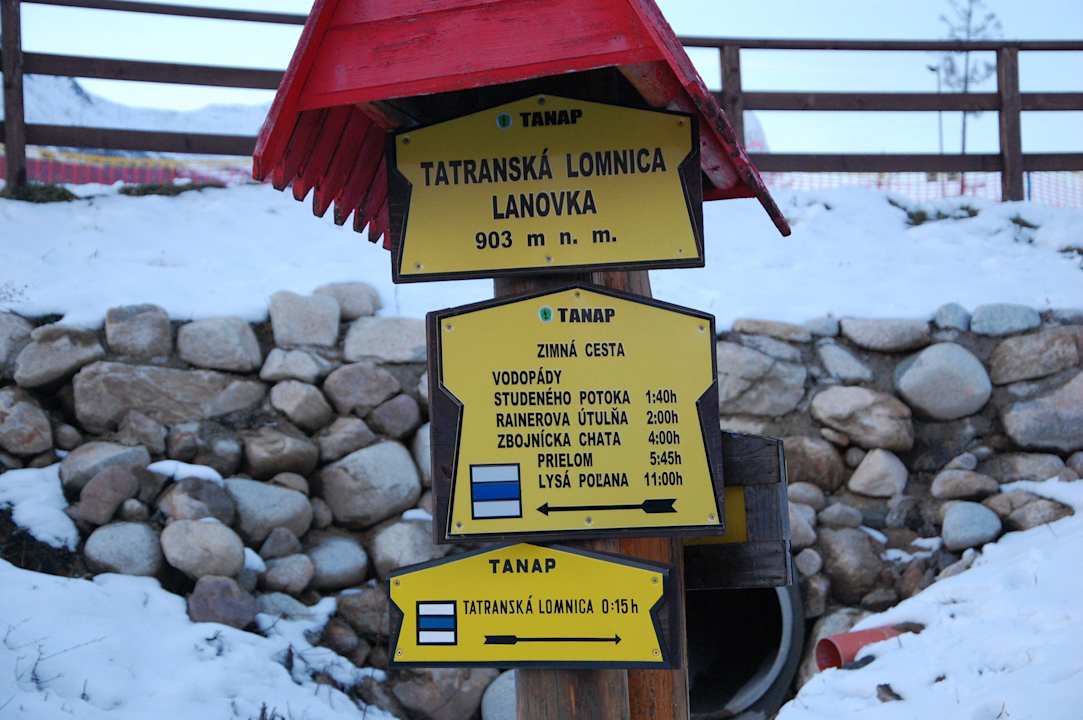 TANAP
TATRANSKÁ LOMNICA
LANOVKA
903 m n. m.
TANAP
ZIMNÁ CESTA
VODOPÁDY
STUDENÉHO POTOKA 1:40h
RAINEROVA ÚTULŇA 2:00h
ZBOJNÍCKA CHATA 4:00h
PRIELOM 5:45h
LYSÁ POĽANA 11:00h
TANAP
TATRANSKÁ LOMNICA 0:15h